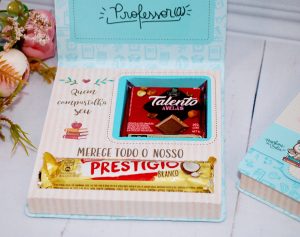 Professora
Quem
compartilha
seu
Talento
AVELÃS
MERECE TODO O NOSSO
PRESTÍGIO
BRANCO